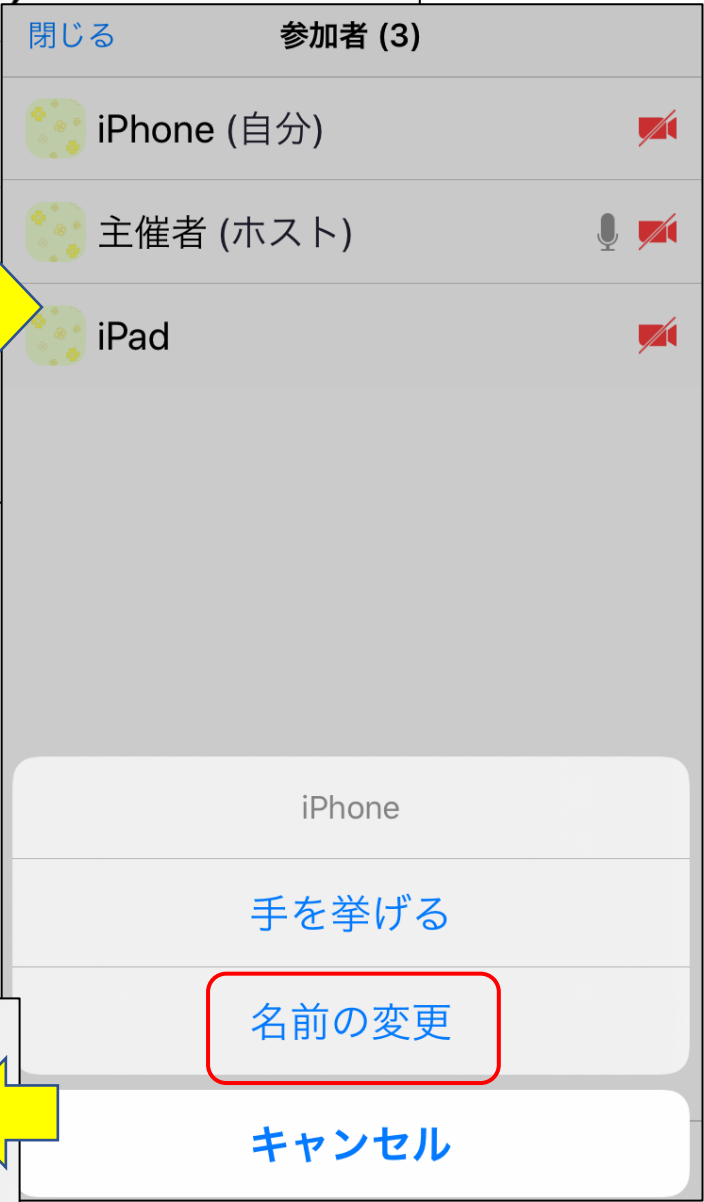 閉じる 参加者 (3)
iPhone (自分)
主催者 (ホスト)
iPad
iPhone
手を挙げる
名前の変更
キャンセル